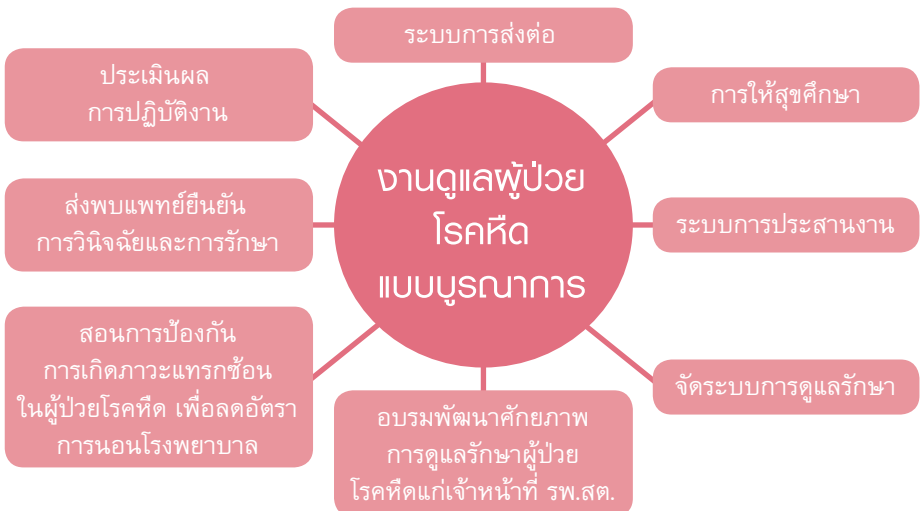 ระบบการส่งต่อ
ประเมินผล
การปฏิบัติงาน
การให้สุขศึกษา
งานดูแลผู้ป่วย
โรคหืด
แบบบูรณาการ
ส่งพบแพทย์ยืนยัน
การวินิจฉัยและการรักษา
ระบบการประสานงาน
สอนการป้องกัน
การเกิดภาวะแทรกซ้อน
ในผู้ป่วยโรคหืด เพื่อลดอัตรา
การนอนโรงพยาบาล
จัดระบบการดูแลรักษา
อบรมพัฒนาศักยภาพ
การดูแลรักษาผู้ป่วย
โรคหืดแก่เจ้าหน้าที่ รพ.สต.